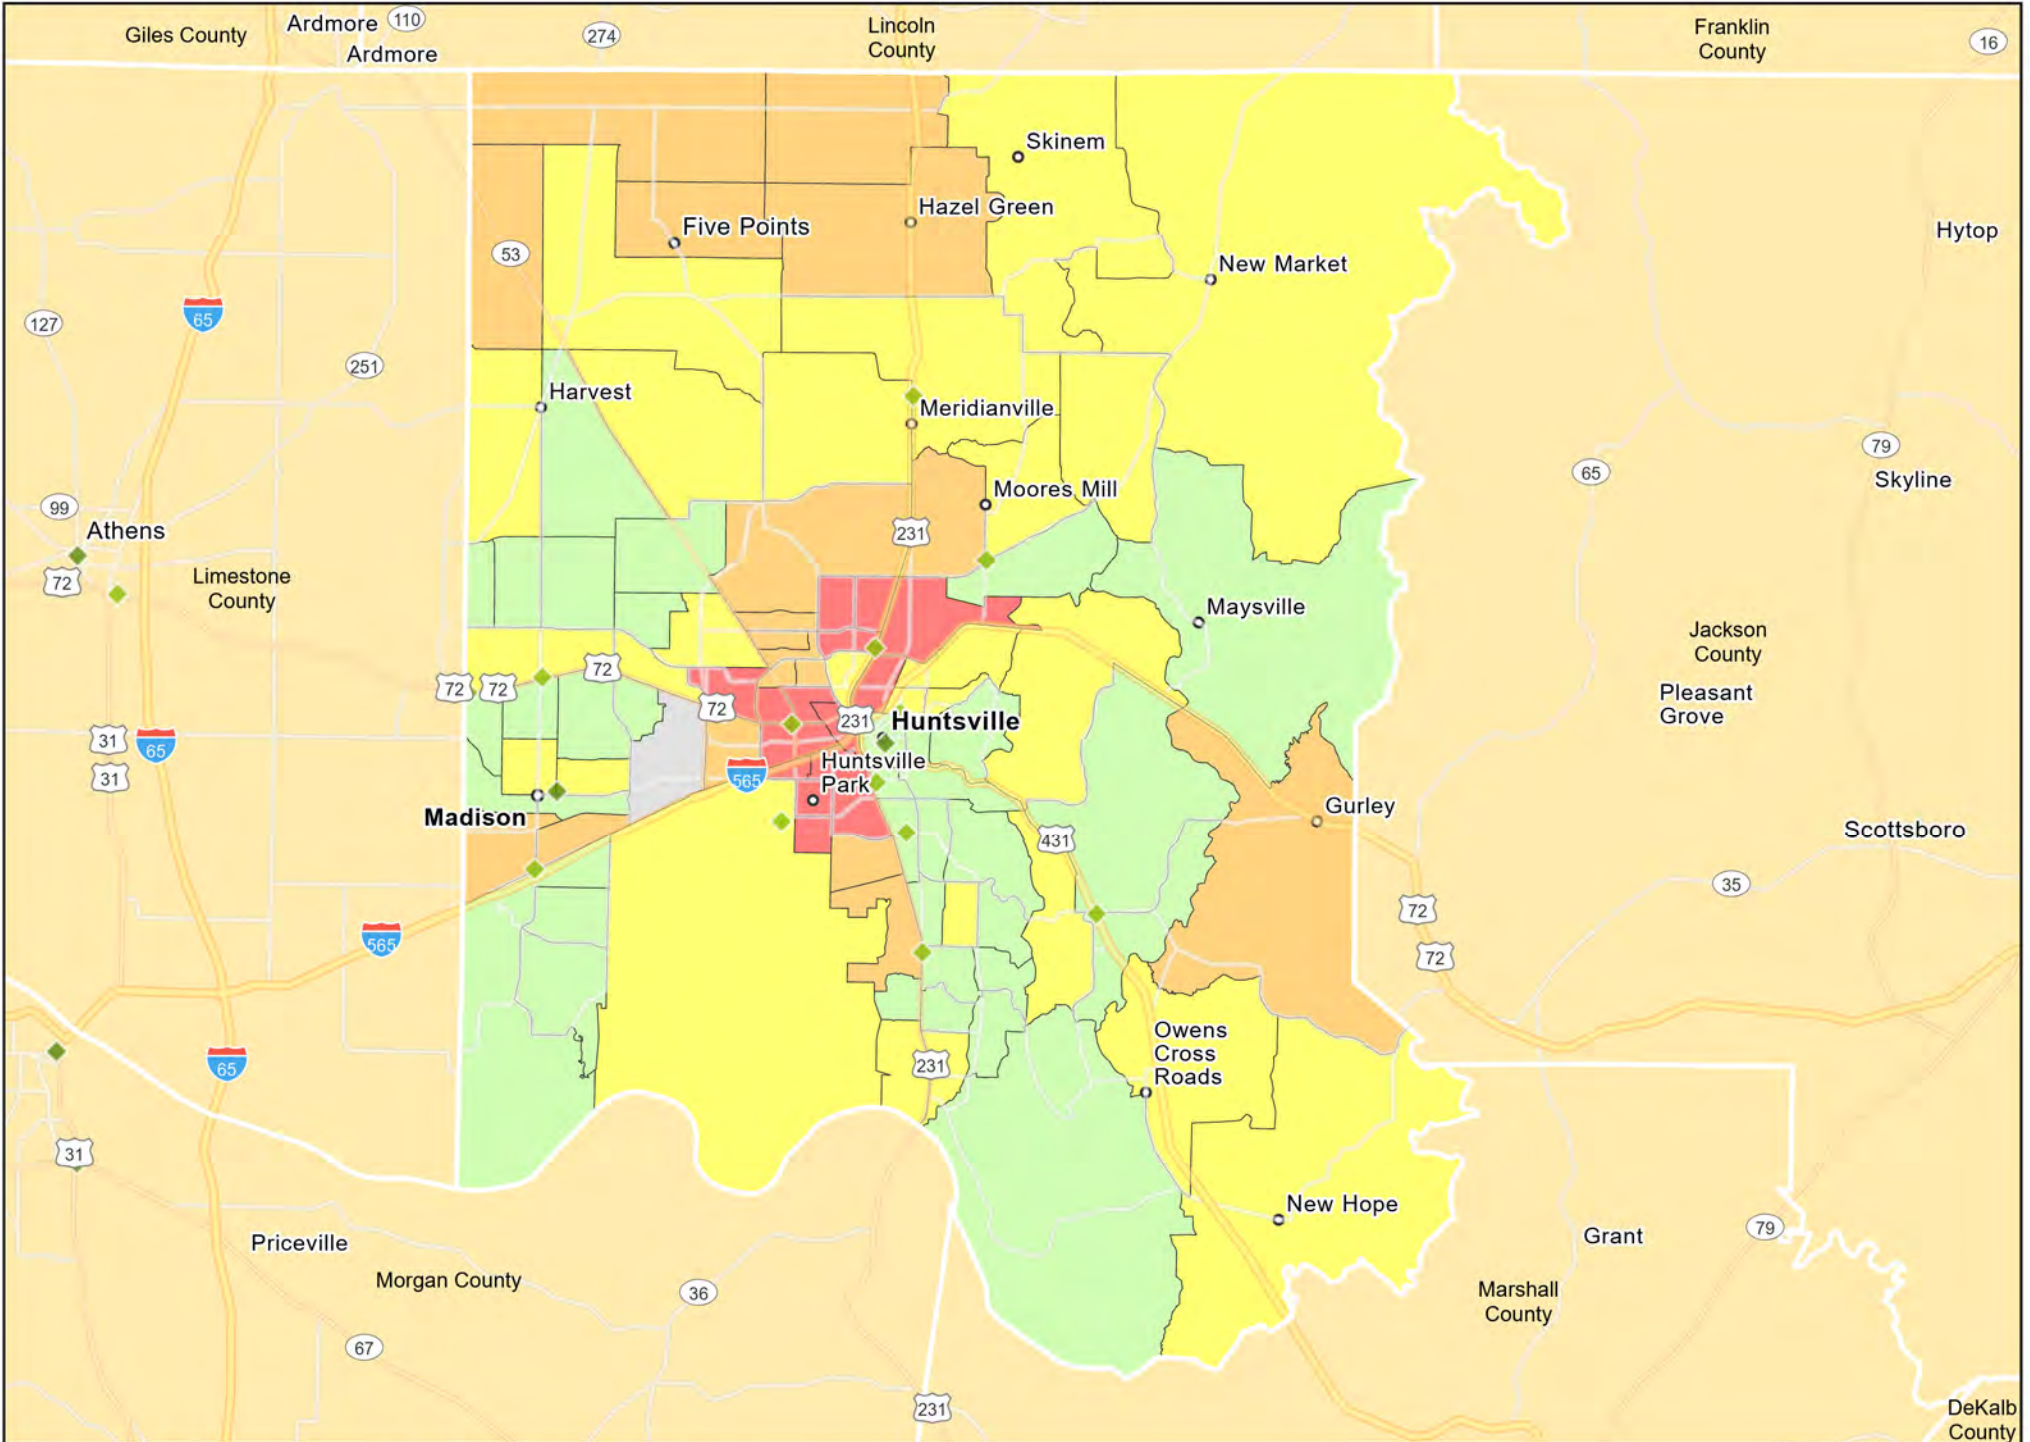 Ardmore
110
Giles County
274
Lincoln
County
Franklin
County
16
Ardmore
Skinem
Hazel Green
Five Points
Hytop
53
New Market
65
127
251
Harvest
Meridianville
79
65
Skyline
Moores Mill
99
Athens
231
72
Limestone
County
Maysville
Jackson
County
72
72
72
Pleasant
Grove
72
231
Huntsville
31
65
Huntsville
Park
565
31
Madison
Gurley
Scottsboro
431
35
72
565
72
Owens
Cross
Roads
65
231
31
New Hope
Priceville
Grant
79
Morgan County
36
Marshall
County
67
231
DeKalb
County